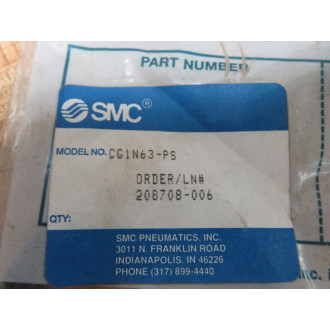 PART NUMBER
SMC®
MODEL NO. CG1N63-PS
ORDER/LN#
208708-006
QTY:
SMC PNEUMATICS, INC.
3011 N. FRANKLIN ROAD
INDIANAPOLIS, IN 46226
PHONE (317) 899-4440